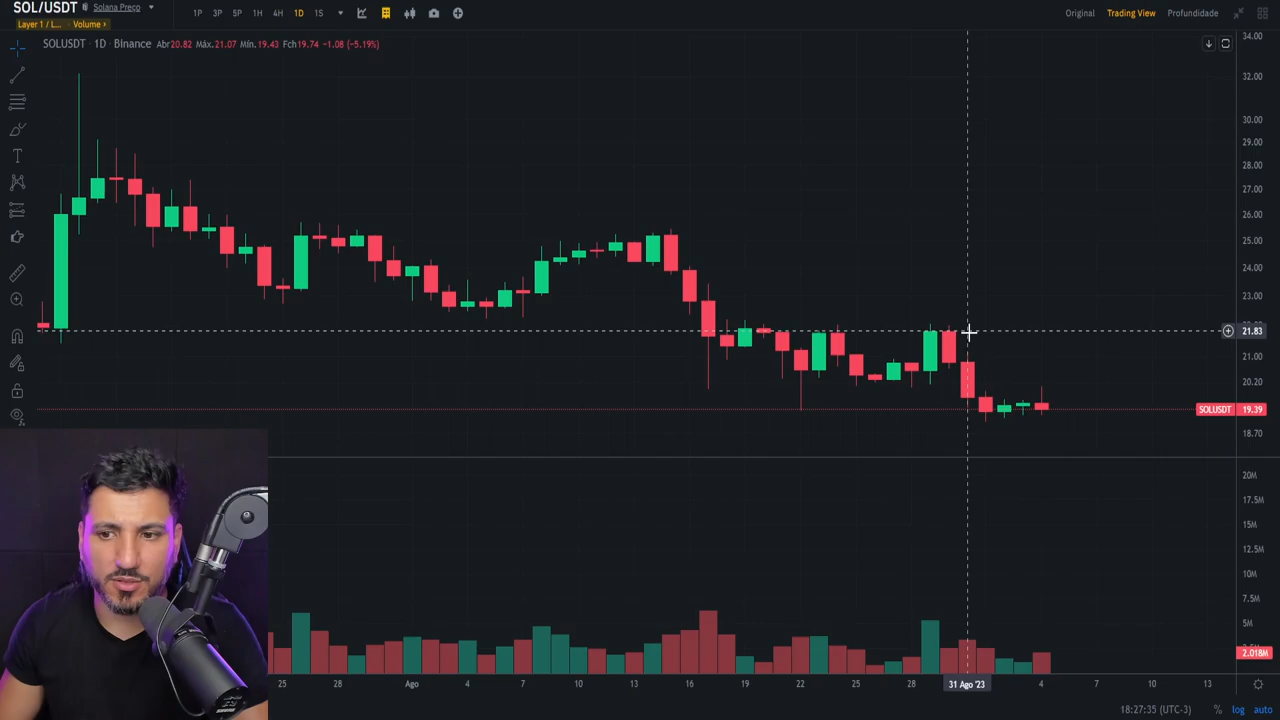 SOL/USDT Solana Preço
Layer 1 / L... Volume ›
1P 3P 5P 1H 4H 1D 1S
Original Trading View Profundidade
SOLUSDT · 1D · Binance Abr20.82 Máx.21.07 Mín.19.43 Fch19.74 −1.08 (−5.19%)
34.00
32.00
30.00
29.00
28.00
27.00
26.00
25.00
24.00
23.00
21.83
21.00
20.20
SOLUSDT 19.39
18.70
20M
17.5M
15M
12.5M
10M
7.5M
5M
2.018M
25 28 Ago 4 7 10 13 16 19 22 25 28 31 Ago '23 4 7 10 13
18:27:35 (UTC-3) % log auto